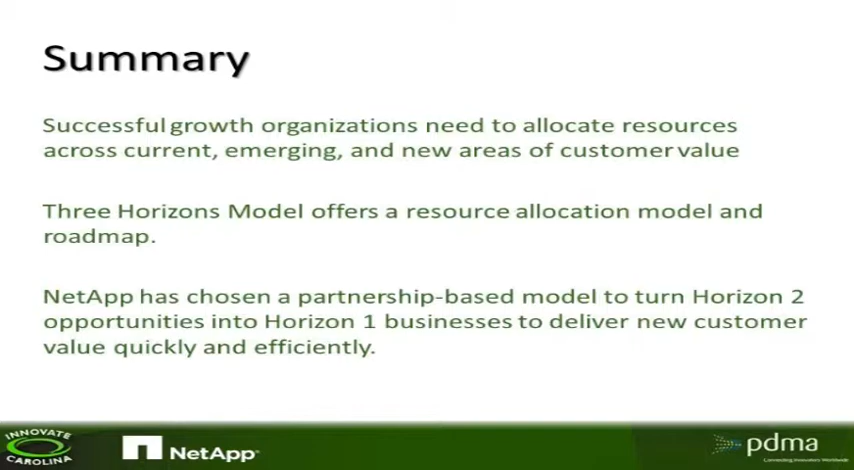 Summary
Successful growth organizations need to allocate resources
across current, emerging, and new areas of customer value
Three Horizons Model offers a resource allocation model and
roadmap.
NetApp has chosen a partnership-based model to turn Horizon 2
opportunities into Horizon 1 businesses to deliver new customer
value quickly and efficiently.
INNOVATE
CAROLINA
NetApp
pdma
Connecting Innovators Worldwide